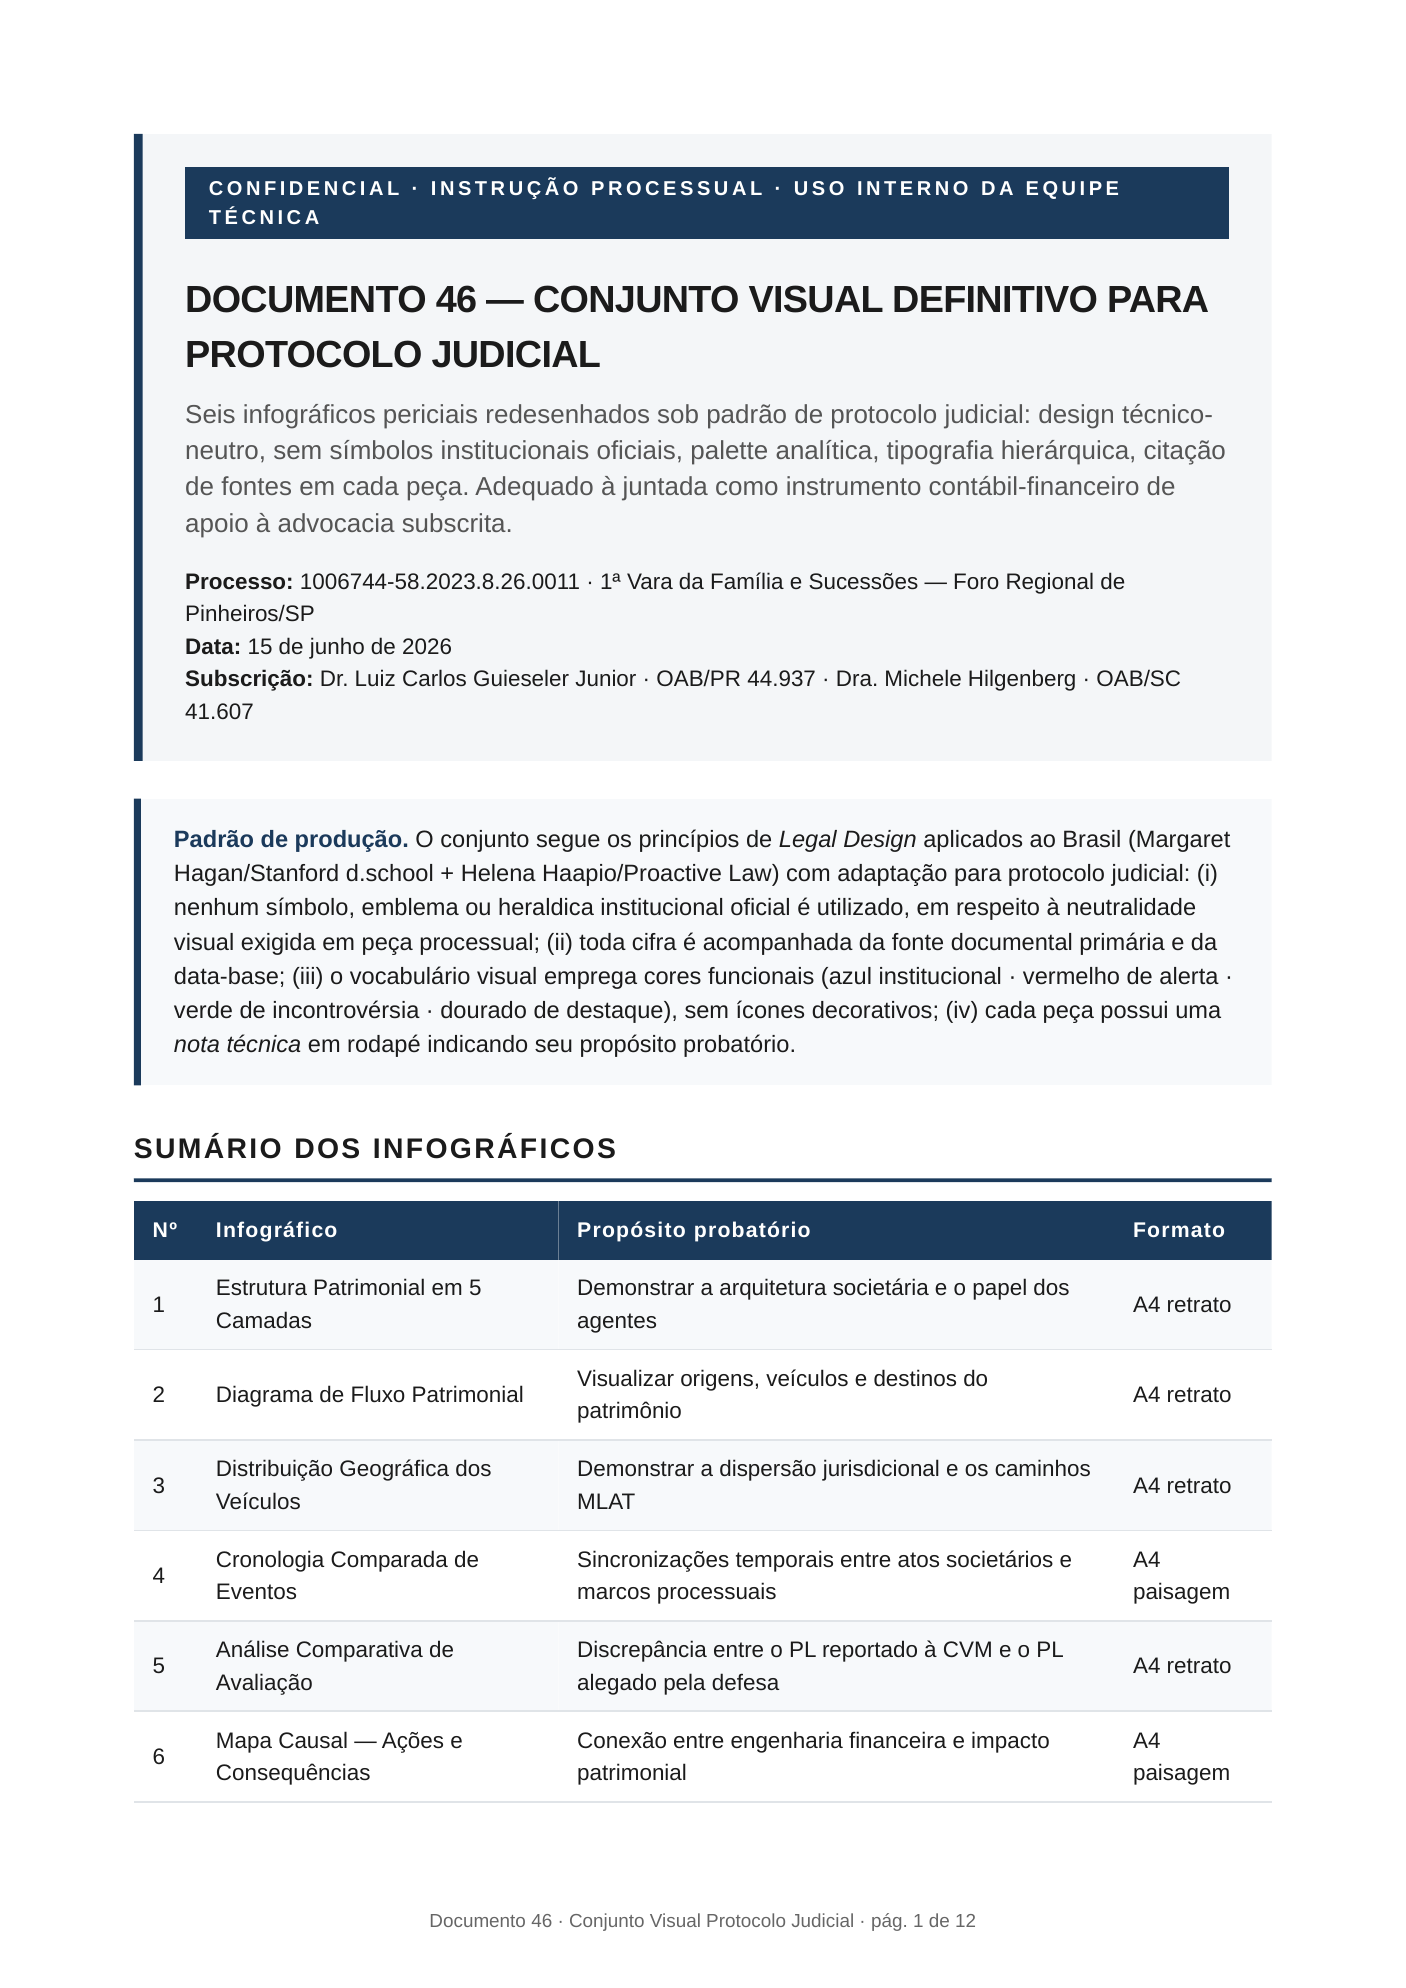 CONFIDENCIAL · INSTRUÇÃO PROCESSUAL · USO INTERNO DA EQUIPE
TÉCNICA
DOCUMENTO 46 — CONJUNTO VISUAL DEFINITIVO PARA
PROTOCOLO JUDICIAL
Seis infográficos periciais redesenhados sob padrão de protocolo judicial: design técnico-
neutro, sem símbolos institucionais oficiais, palette analítica, tipografia hierárquica, citação
de fontes em cada peça. Adequado à juntada como instrumento contábil-financeiro de
apoio à advocacia subscrita.
Processo: 1006744-58.2023.8.26.0011 · 1ª Vara da Família e Sucessões — Foro Regional de
Pinheiros/SP
Data: 15 de junho de 2026
Subscrição: Dr. Luiz Carlos Guieseler Junior · OAB/PR 44.937 · Dra. Michele Hilgenberg · OAB/SC
41.607
Padrão de produção. O conjunto segue os princípios de Legal Design aplicados ao Brasil (Margaret
Hagan/Stanford d.school + Helena Haapio/Proactive Law) com adaptação para protocolo judicial: (i)
nenhum símbolo, emblema ou heraldica institucional oficial é utilizado, em respeito à neutralidade
visual exigida em peça processual; (ii) toda cifra é acompanhada da fonte documental primária e da
data-base; (iii) o vocabulário visual emprega cores funcionais (azul institucional · vermelho de alerta ·
verde de incontrovérsia · dourado de destaque), sem ícones decorativos; (iv) cada peça possui uma
nota técnica em rodapé indicando seu propósito probatório.
SUMÁRIO DOS INFOGRÁFICOS
Nº Infográfico Propósito probatório Formato
1 Estrutura Patrimonial em 5 Camadas Demonstrar a arquitetura societária e o papel dos agentes A4 retrato
2 Diagrama de Fluxo Patrimonial Visualizar origens, veículos e destinos do patrimônio A4 retrato
3 Distribuição Geográfica dos Veículos Demonstrar a dispersão jurisdicional e os caminhos MLAT A4 retrato
4 Cronologia Comparada de Eventos Sincronizações temporais entre atos societários e marcos processuais A4 paisagem
5 Análise Comparativa de Avaliação Discrepância entre o PL reportado à CVM e o PL alegado pela defesa A4 retrato
6 Mapa Causal — Ações e Consequências Conexão entre engenharia financeira e impacto patrimonial A4 paisagem
Documento 46 · Conjunto Visual Protocolo Judicial · pág. 1 de 12